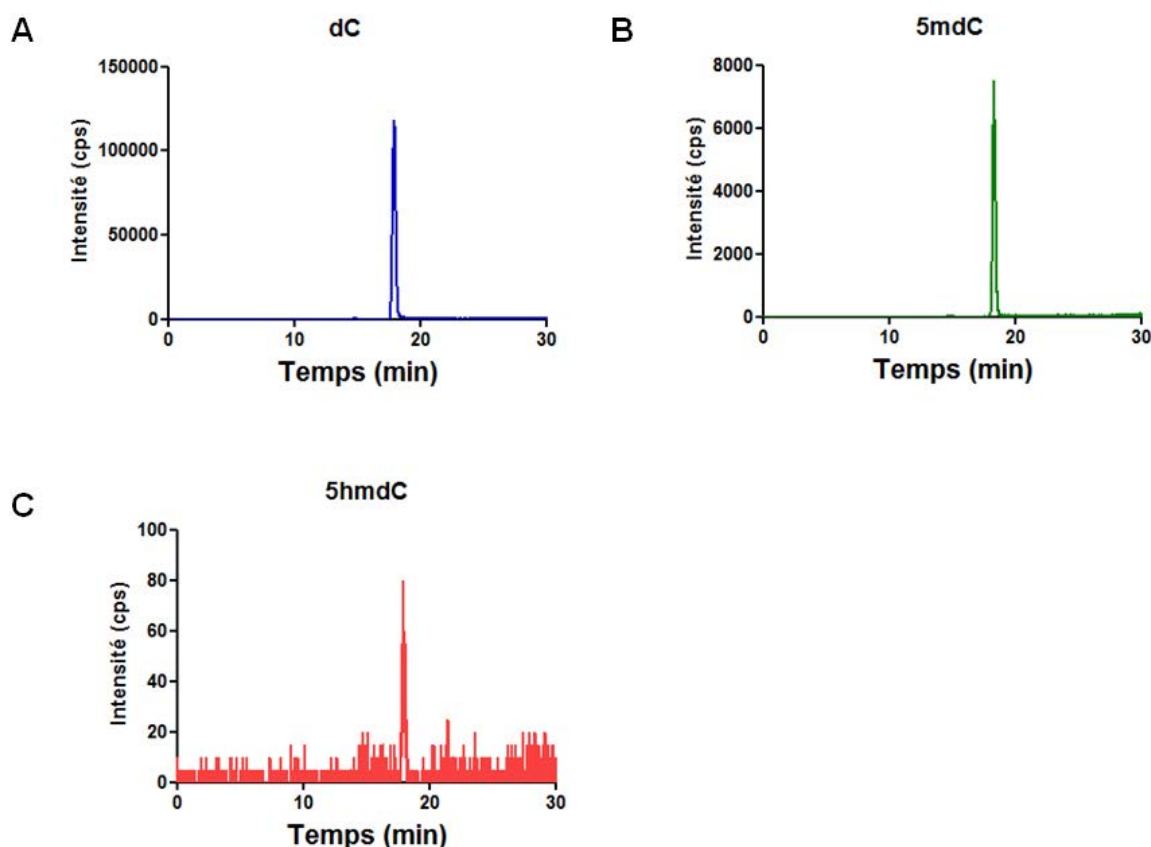 A
dC
Intensité (cps)
150000
100000
50000
0
0 10 20 30
Temps (min)
B
5mdC
Intensité (cps)
8000
6000
4000
2000
0
0 10 20 30
Temps (min)
C
5hmdC
Intensité (cps)
100
80
60
40
20
0
0 10 20 30
Temps (min)